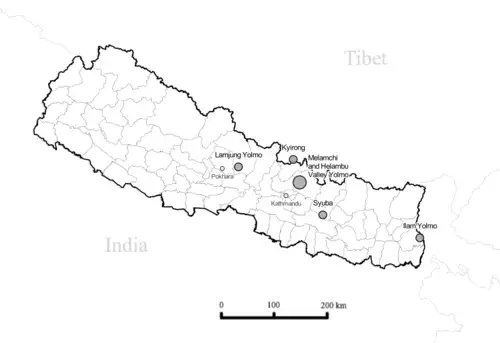 Tibet
Kyirong
Lamjung Yolmo
Melamchi
and Helambu
Valley Yolmo
Pokhara
Kathmandu
Syuba
Ilam Yolmo
India
0 100 200 km